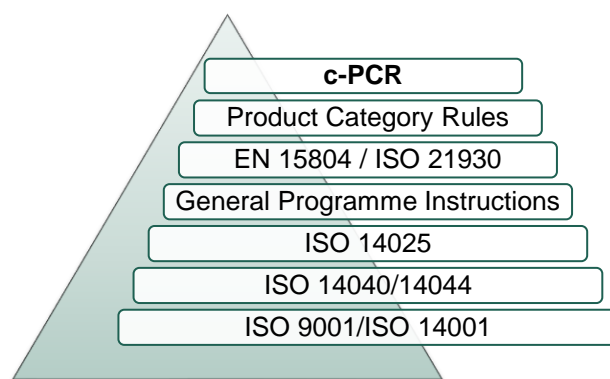 c-PCR
Product Category Rules
EN 15804 / ISO 21930
General Programme Instructions
ISO 14025
ISO 14040/14044
ISO 9001/ISO 14001